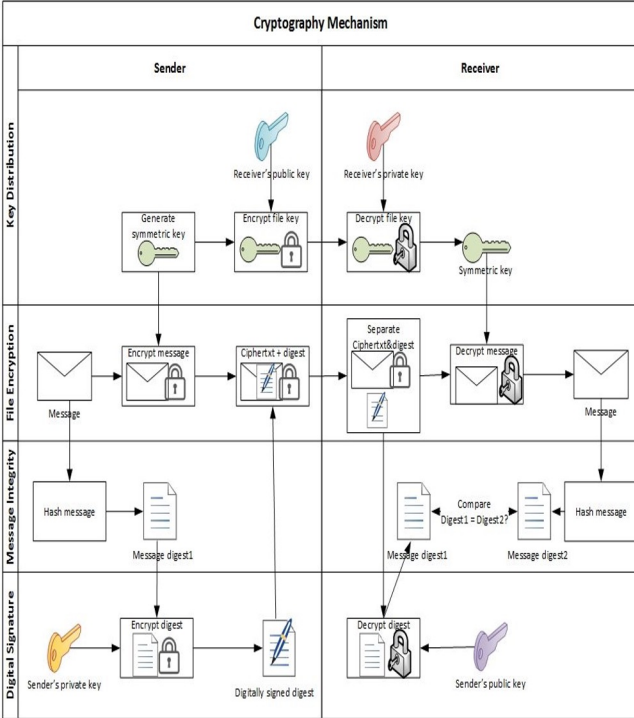 Cryptography Mechanism
Sender
Receiver
Key Distribution
Receiver's public key
Receiver's private key
Generate
symmetric key
Encrypt file key
Decrypt file key
Symmetric key
File Encryption
Message
Encrypt message
Ciphertxt + digest
Separate
Ciphertxt&digest
Decrypt message
Message
Message Integrity
Hash message
Message digest1
Message digest1
Compare
Digest1 = Digest2?
Message digest2
Hash message
Digital Signature
Sender's private key
Encrypt digest
Digitally signed digest
Decrypt digest
Sender's public key